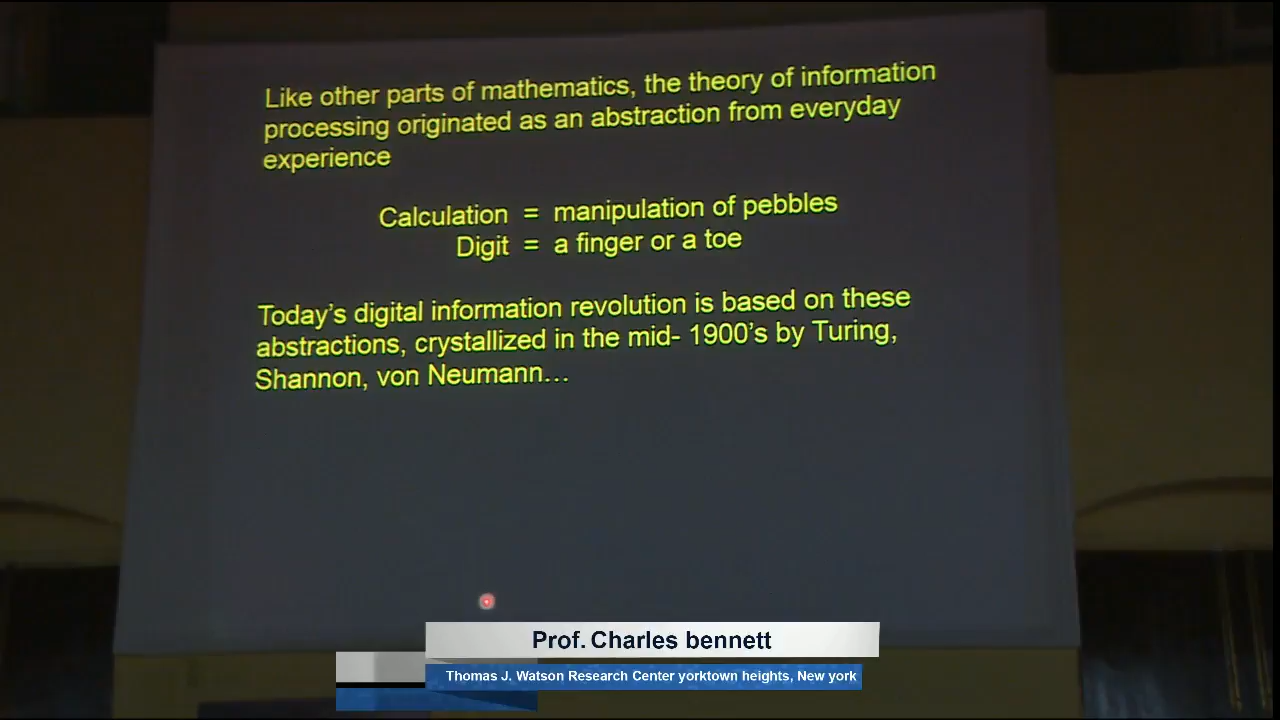 Like other parts of mathematics, the theory of information
processing originated as an abstraction from everyday
experience
Calculation = manipulation of pebbles
Digit = a finger or a toe
Today's digital information revolution is based on these
abstractions, crystallized in the mid- 1900's by Turing,
Shannon, von Neumann…
Prof. Charles bennett
Thomas J. Watson Research Center yorktown heights, New york